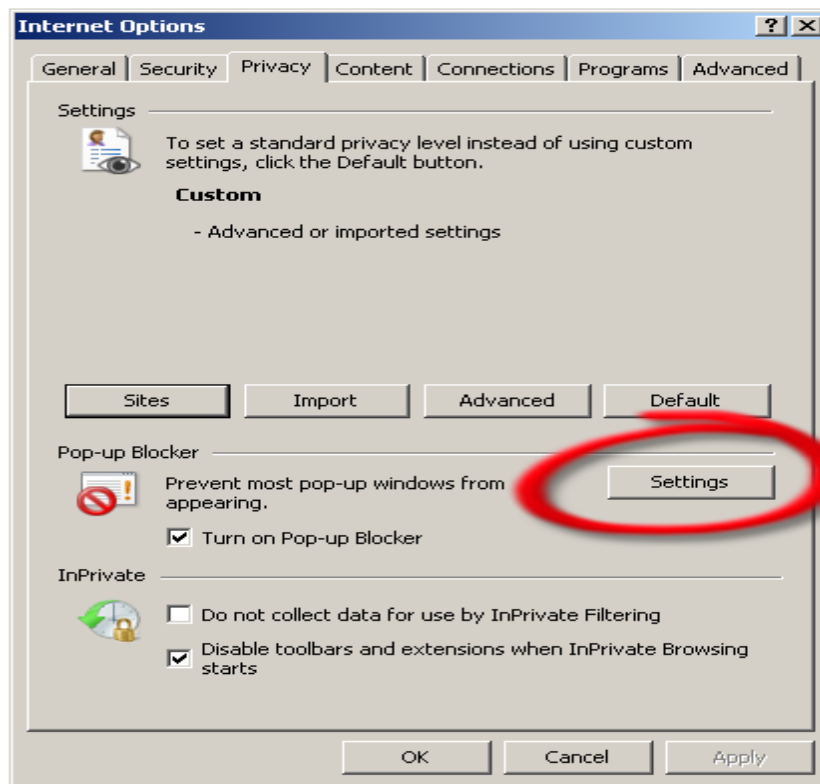 Internet Options
General Security Privacy Content Connections Programs Advanced
Settings
To set a standard privacy level instead of using custom
settings, click the Default button.
Custom
- Advanced or imported settings
Sites Import Advanced Default
Pop-up Blocker
Prevent most pop-up windows from
appearing.
Settings
Turn on Pop-up Blocker
InPrivate
Do not collect data for use by InPrivate Filtering
Disable toolbars and extensions when InPrivate Browsing
starts
OK Cancel Apply